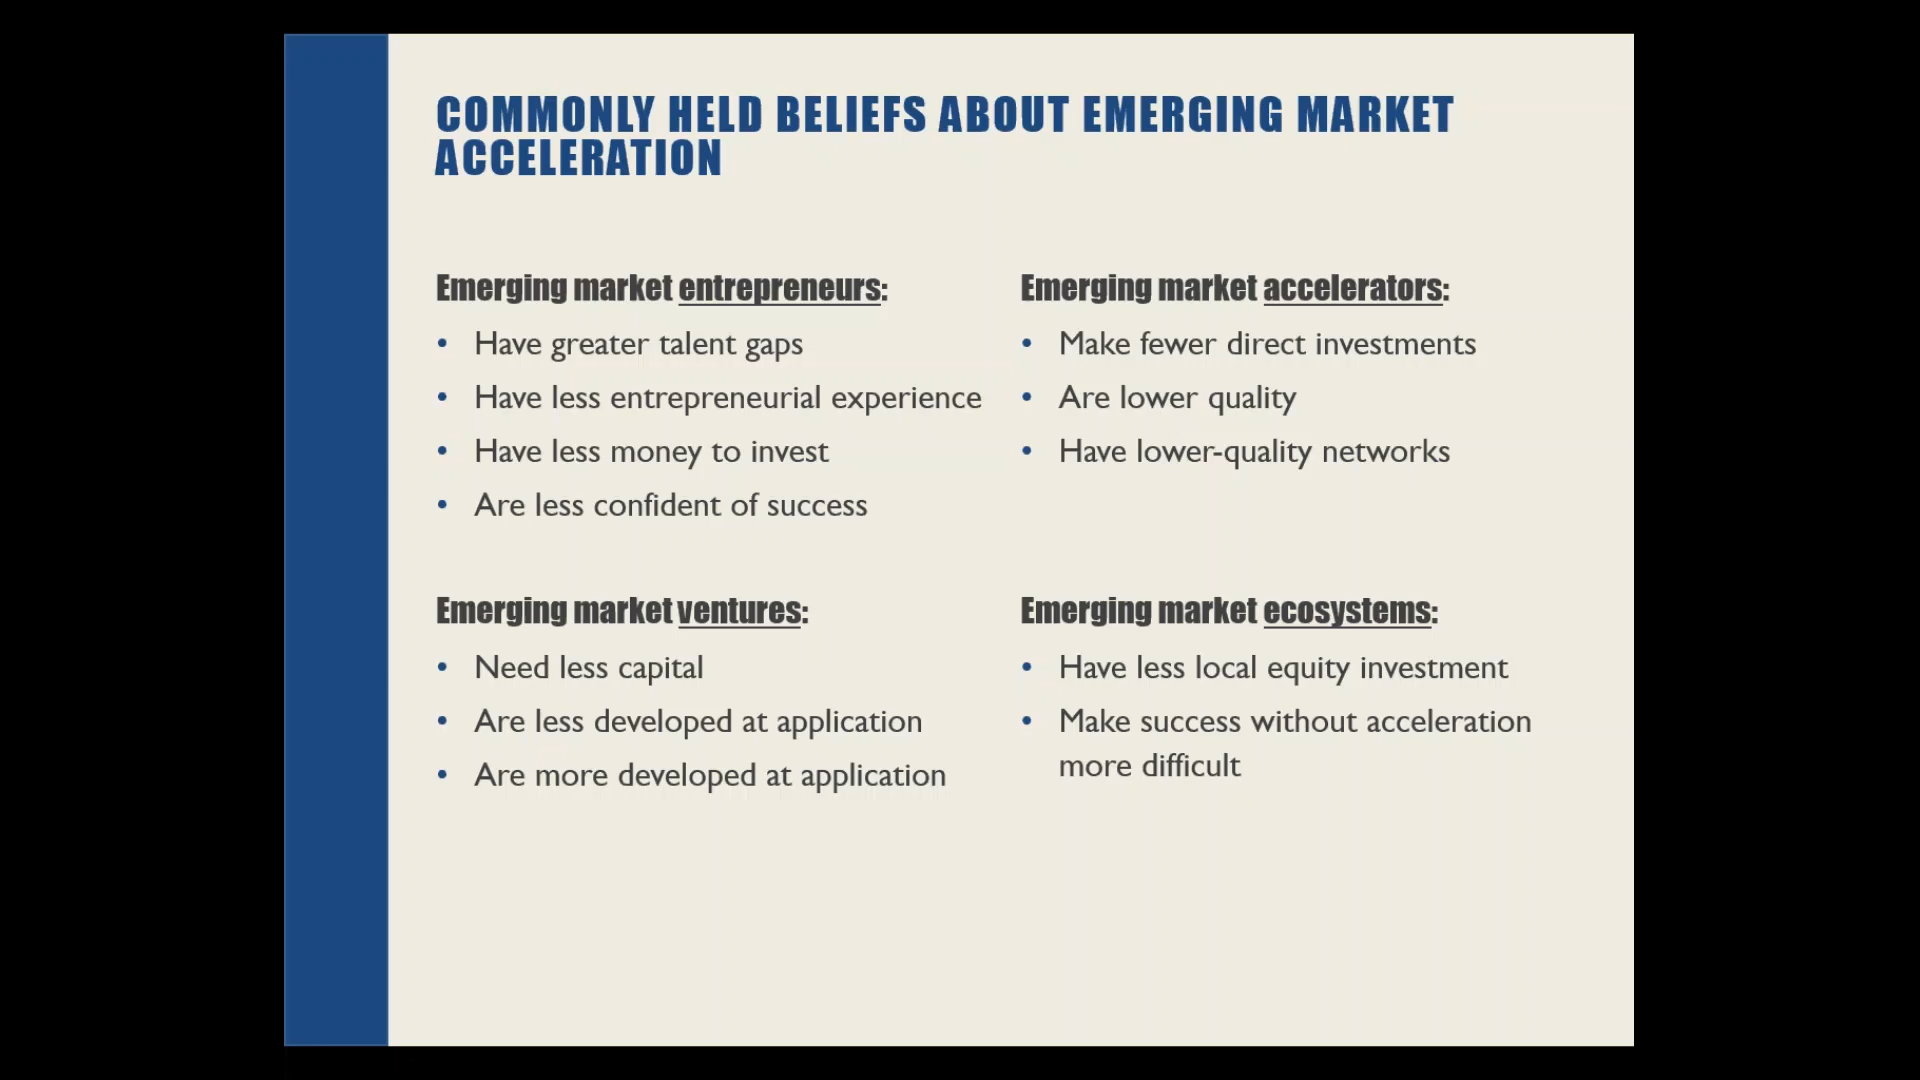 COMMONLY HELD BELIEFS ABOUT EMERGING MARKET
ACCELERATION
Emerging market entrepreneurs:
• Have greater talent gaps
• Have less entrepreneurial experience
• Have less money to invest
• Are less confident of success
Emerging market ventures:
• Need less capital
• Are less developed at application
• Are more developed at application
Emerging market accelerators:
• Make fewer direct investments
• Are lower quality
• Have lower-quality networks
Emerging market ecosystems:
• Have less local equity investment
• Make success without acceleration
more difficult